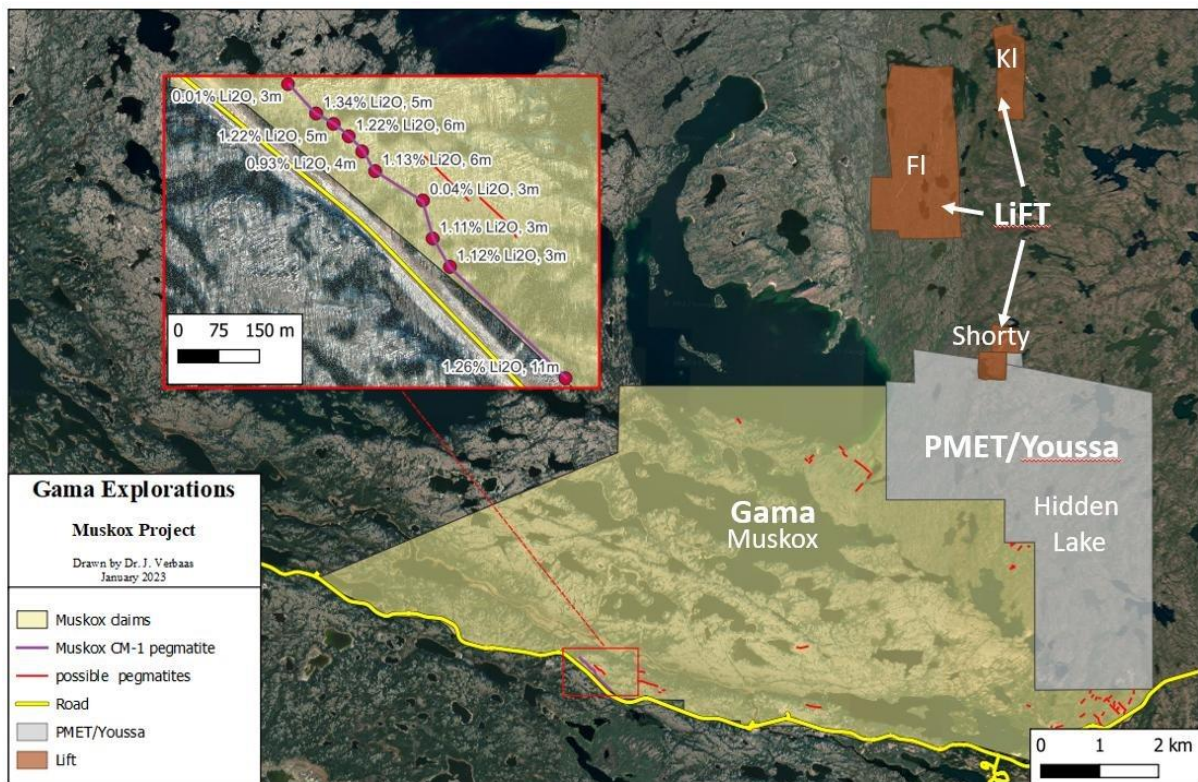 0.01% Li2O, 3m
1.34% Li2O, 5m
1.22% Li2O, 5m
1.22% Li2O, 6m
0.93% Li2O, 4m
1.13% Li2O, 6m
0.04% Li2O, 3m
1.11% Li2O, 3m
1.12% Li2O, 3m
1.26% Li2O, 11m
0 75 150 m
Kl
Fl
LiFT
Shorty
PMET/Youssa
Hidden
Lake
Gama
Muskox
Gama Explorations
Muskox Project
Drawn by Dr. J. Verbaas
January 2023
Muskox claims
Muskox CM-1 pegmatite
possible pegmatites
Road
PMET/Youssa
Lift
0 1 2 km